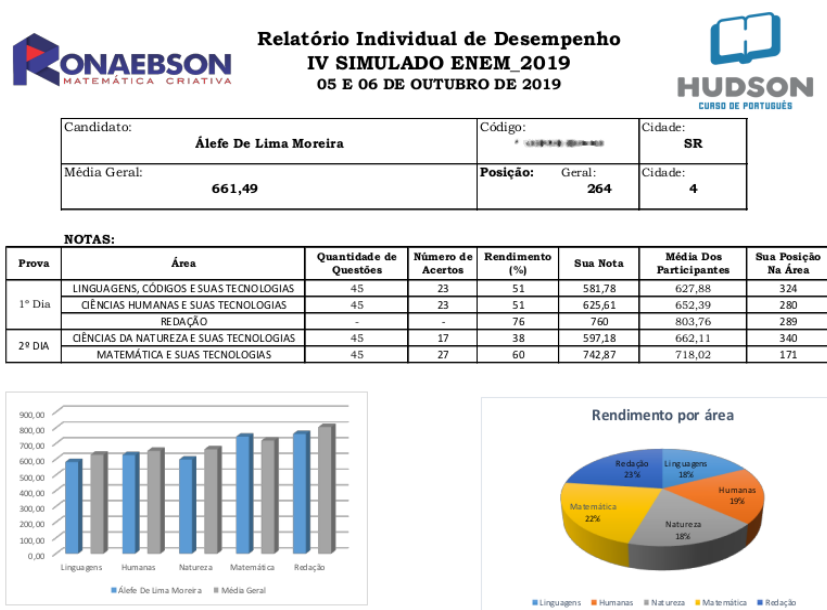 RONAEBSON
MATEMÁTICA CRIATIVA
Relatório Individual de Desempenho
IV SIMULADO ENEM_2019
05 E 06 DE OUTUBRO DE 2019
HUDSON
CURSO DE PORTUGUÊS
Candidato: Código: Cidade:
Álefe De Lima Moreira SR
Média Geral: Posição: Geral: Cidade:
661,49 264 4
NOTAS:
Prova Área Quantidade de Questões Número de Acertos Rendimento (%) Sua Nota Média Dos Participantes Sua Posição Na Área
1º Dia
LINGUAGENS, CÓDIGOS E SUAS TECNOLOGIAS 45 23 51 581,78 627,88 324
CIÊNCIAS HUMANAS E SUAS TECNOLOGIAS 45 23 51 625,61 652,39 280
REDAÇÃO - - 76 760 803,76 289
2º DIA
CIÊNCIAS DA NATUREZA E SUAS TECNOLOGIAS 45 17 38 597,18 662,11 340
MATEMÁTICA E SUAS TECNOLOGIAS 45 27 60 742,87 718,02 171
900,00
800,00
700,00
600,00
500,00
400,00
300,00
200,00
100,00
0,00
Linguagens Humanas Natureza Matemática Redação
Álefe De Lima Moreira Média Geral
Rendimento por área
Redação 23%
Linguagens 18%
Humanas 19%
Matemática 22%
Natureza 18%
Linguagens Humanas Natureza Matemática Redação